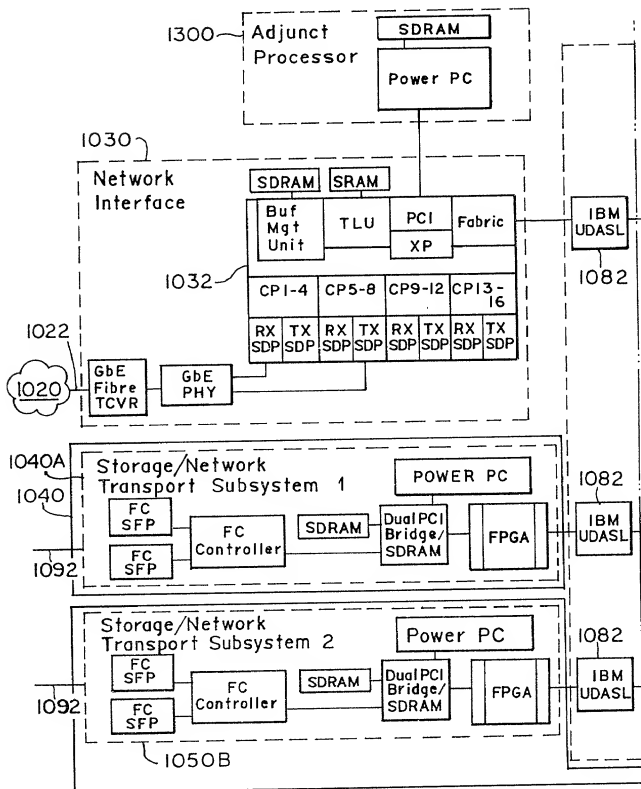 1300
Adjunct
Processor
SDRAM
Power PC
1030
Network
Interface
SDRAM
SRAM
Buf
Mgt
Unit
TLU
PCI
XP
Fabric
IBM
UDASL
1082
1032
CP1-4
CP5-8
CP9-12
CP13-
16
RX
SDP
TX
SDP
RX
SDP
TX
SDP
RX
SDP
TX
SDP
RX
SDP
TX
SDP
1022
1020
GbE
Fibre
TCVR
GbE
PHY
1040A
1040
Storage/Network
Transport Subsystem 1
POWER PC
FC
SFP
FC
SFP
FC
Controller
SDRAM
Dual PCI
Bridge/
SDRAM
FPGA
1082
IBM
UDASL
1092
Storage/Network
Transport Subsystem 2
Power PC
FC
SFP
FC
SFP
FC
Controller
SDRAM
Dual PCI
Bridge/
SDRAM
FPGA
1082
IBM
UDASL
1092
1050B